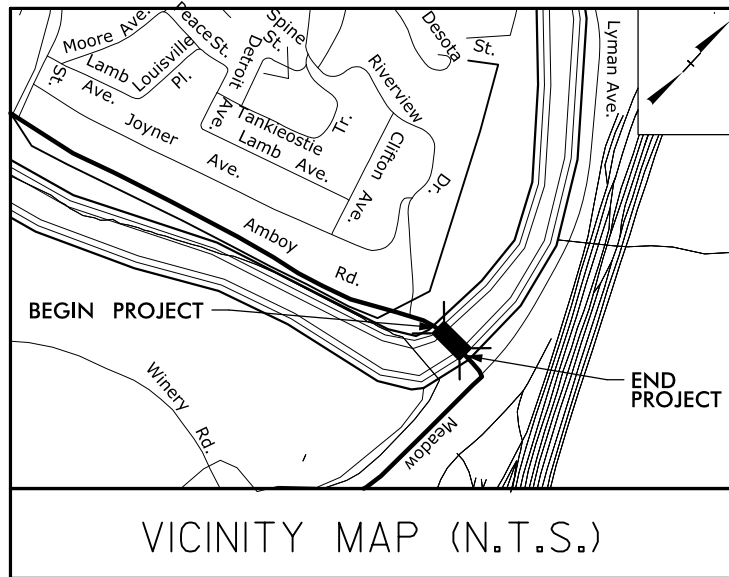 Moore Ave.
Peace St.
Spine St.
Desota St.
Lyman Ave.
Lamb Ave.
Louisville Pl.
Detroit Ave.
Riverview Dr.
St.
Joyner Ave.
Tankieostie Tr.
Lamb Ave.
Clifton Ave.
Amboy Rd.
BEGIN PROJECT
END
PROJECT
Winery Rd.
Meadow
VICINITY MAP (N.T.S.)